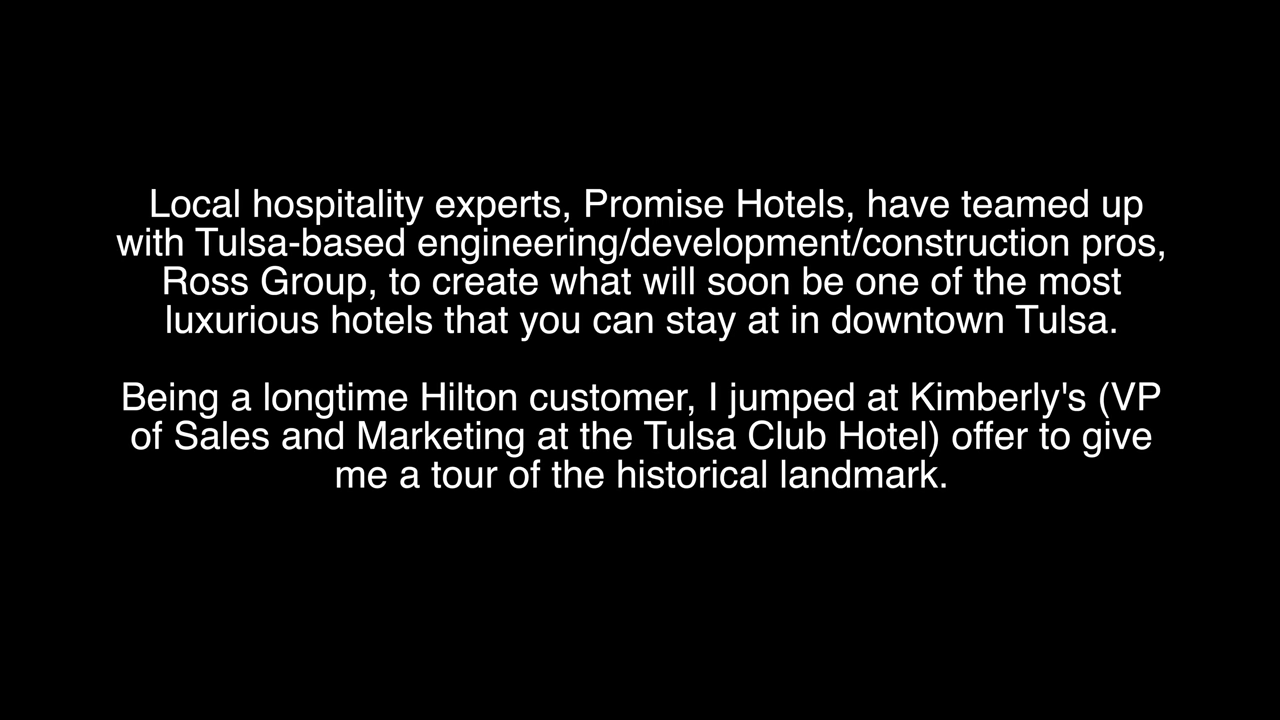 Local hospitality experts, Promise Hotels, have teamed up
with Tulsa-based engineering/development/construction pros,
Ross Group, to create what will soon be one of the most
luxurious hotels that you can stay at in downtown Tulsa.
Being a longtime Hilton customer, I jumped at Kimberly's (VP
of Sales and Marketing at the Tulsa Club Hotel) offer to give
me a tour of the historical landmark.